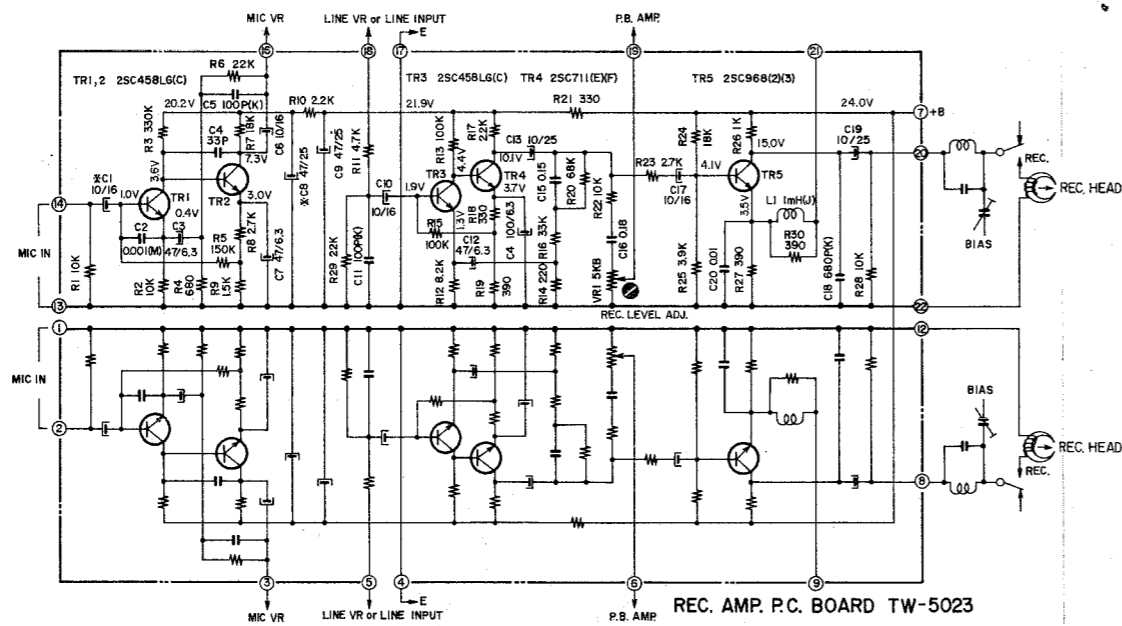 MIC VR
LINE VR or LINE INPUT
E
P.B. AMP.
15
18
17
19
21
R6 22K
TR1,2 2SC458LG(C)
TR3 2SC458LG(C) TR4 2SC711(E)(F)
TR5 2SC968(2)(3)
C5 100P(K)
20.2V
R10 2.2K
21.9V
R21 330
24.0V
7
+B
R3 330K
C4
33P
R7 18K
C6 10/16
7.3V
※C8 47/25
C9 47/25
R11 4.7K
R13 100K
R17
22K
C13 10/25
10.1V
R24
18K
R26 1K
15.0V
C19
10/25
20
REC.
3.6V
4.4V
C15 0.15
R20 68K
R22 10K
R23 2.7K
4.1V
※C1
10/16
1.0V
TR1
TR2
3.0V
C10
10/16
1.9V
TR3
TR4
3.7V
C17
10/16
TR5
REC. HEAD
14
0.4V
3.5V
L1 1mH(J)
BIAS
MIC IN
C2
0.001(M)
C3
47/6.3
R5
150K
R8 2.7K
C7 47/6.3
R29 2.2K
C11 100P(K)
R15
100K
1.3V
R18
330
C12
47/6.3
C4 100/6.3
R16 33K
C16 0.18
R30
390
R1 10K
R2
10K
R4
680
R9
1.5K
R12 8.2K
R19
390
R14 220
VR1 5KB
R25 3.9K
C20 0.01
R27 390
C18 680P(K)
R28 10K
13
22
REC. LEVEL ADJ.
1
12
MIC IN
2
BIAS
REC. HEAD
REC.
8
3
5
4
6
9
MIC VR
LINE VR or LINE INPUT
E
P.B. AMP.
REC. AMP. P.C. BOARD TW-5023